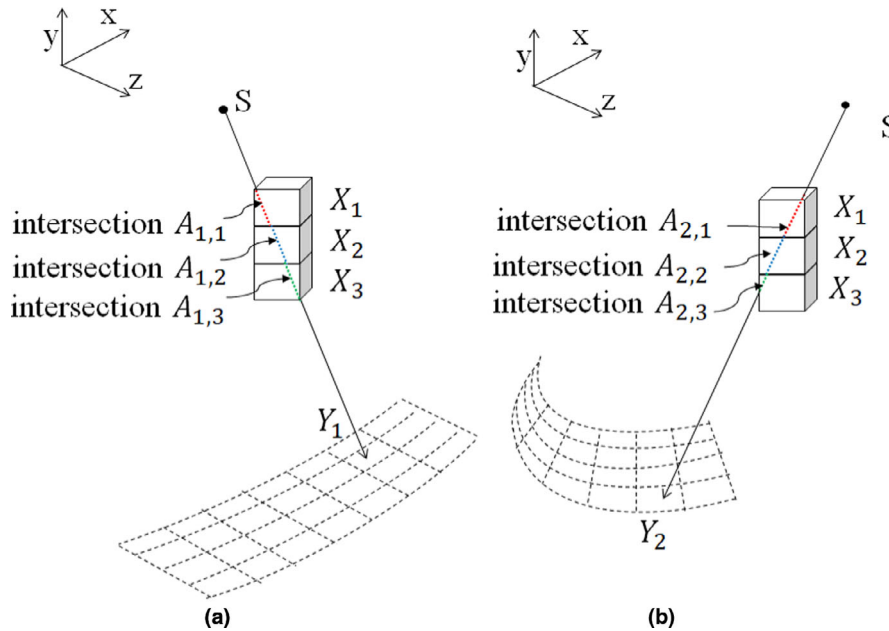 y
x
z
S
intersection A1,1
intersection A1,2
intersection A1,3
X1
X2
X3
Y1
(a)
y
x
z
S
intersection A2,1
intersection A2,2
intersection A2,3
X1
X2
X3
Y2
(b)